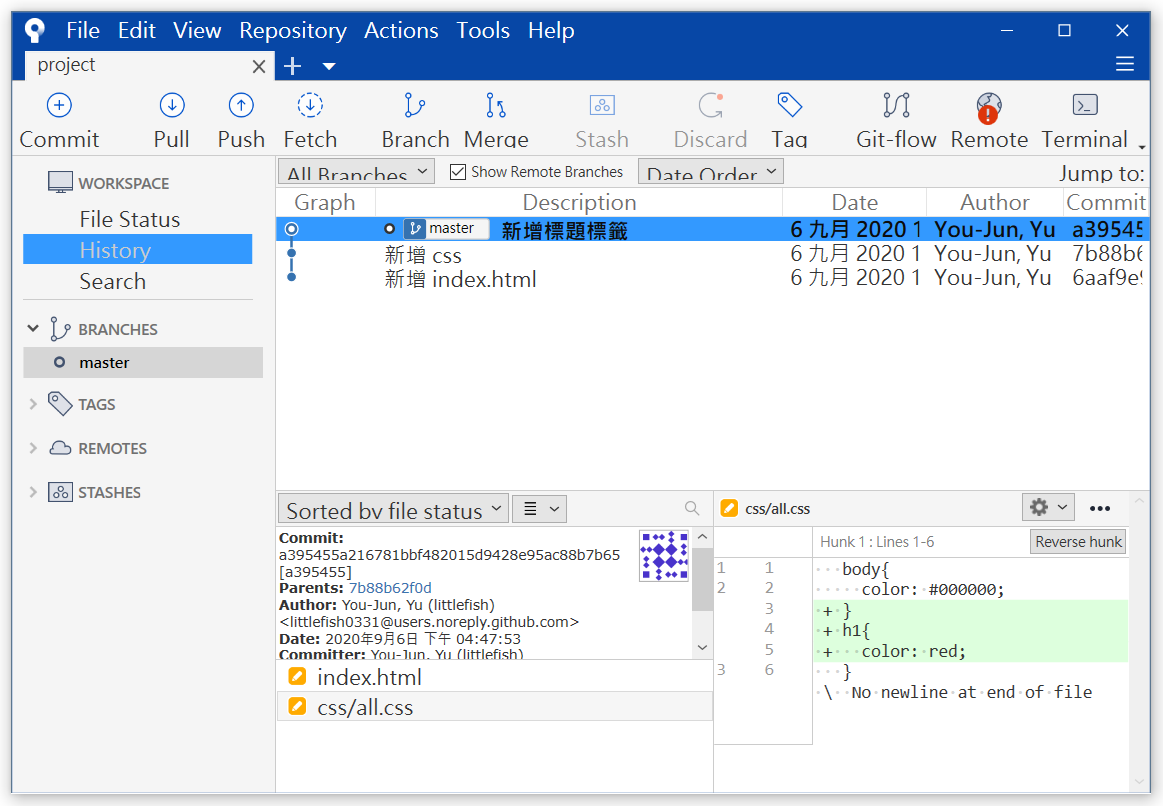 File Edit View Repository Actions Tools Help
project
Commit Pull Push Fetch Branch Merge Stash Discard Tag Git-flow Remote Terminal
WORKSPACE
File Status
History
Search
BRANCHES
master
TAGS
REMOTES
STASHES
All Branches Show Remote Branches Date Order Jump to:
Graph Description Date Author Commit
master 新增標題標籤 6 九月 2020 1 You-Jun, Yu a39545
新增 css 6 九月 2020 1 You-Jun, Yu 7b88b6
新增 index.html 6 九月 2020 1 You-Jun, Yu 6aaf9e9
Sorted by file status
Commit:
a395455a216781bbf482015d9428e95ac88b7b65
[a395455]
Parents: 7b88b62f0d
Author: You-Jun, Yu (littlefish)
<littlefish0331@users.noreply.github.com>
Date: 2020年9月6日 下午 04:47:53
Committer: You-Jun, Yu (littlefish)
index.html
css/all.css
css/all.css
Hunk 1 : Lines 1-6 Reverse hunk
1 1 body{
2 2 color: #000000;
3 + }
4 + h1{
5 + color: red;
3 6 }
\ No newline at end of file